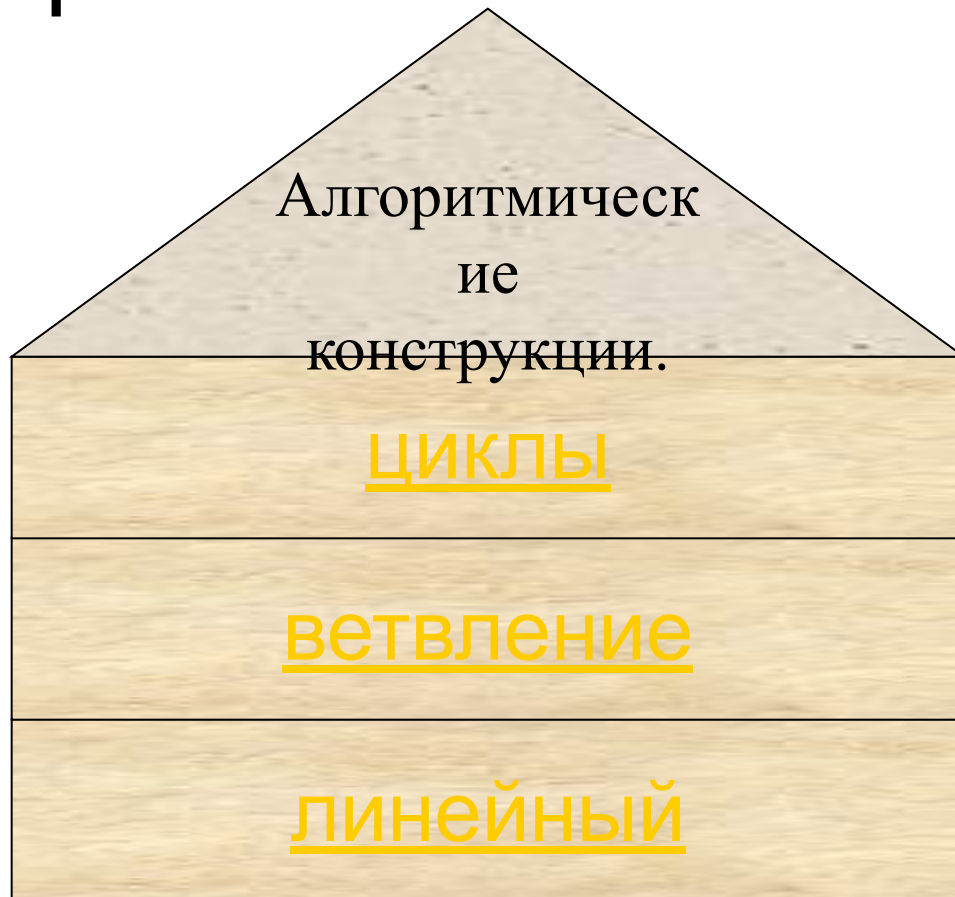 Алгоритмическ
ие
конструкции.
циклы
ветвление
линейный